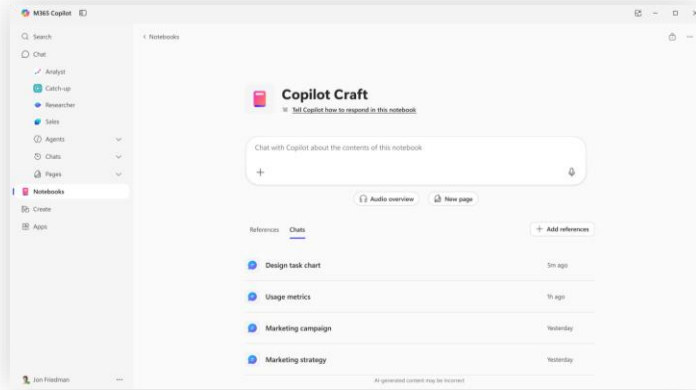 M365 Copilot
Search
Chat
Analyst
Catch-up
Researcher
Sales
Agents
Chats
Pages
Notebooks
Create
Apps
Jon Friedman
Notebooks
Copilot Craft
Tell Copilot how to respond in this notebook
Chat with Copilot about the contents of this notebook
Audio overview
New page
References Chats
Add references
Design task chart 5m ago
Usage metrics 1h ago
Marketing campaign Yesterday
Marketing strategy Yesterday
AI-generated content may be incorrect